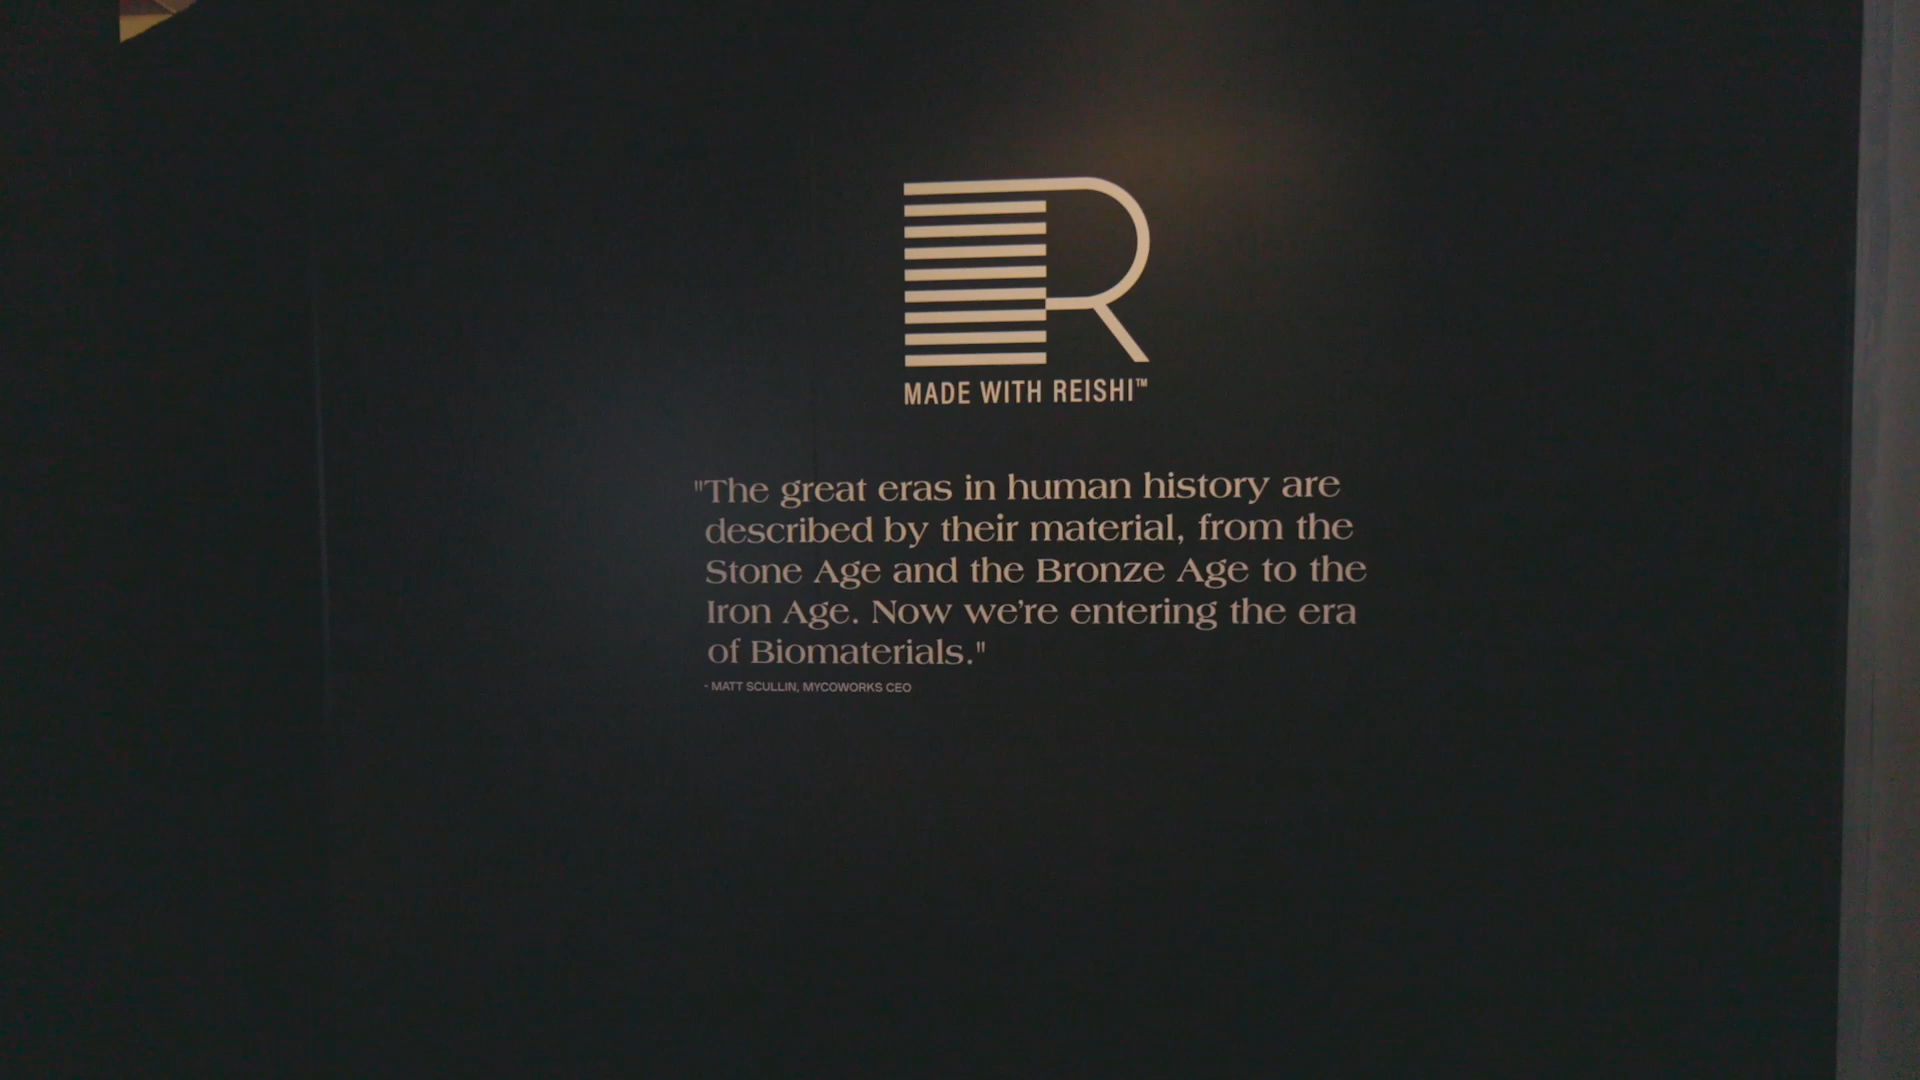 R
MADE WITH REISHI™
"The great eras in human history are
described by their material, from the
Stone Age and the Bronze Age to the
Iron Age. Now we’re entering the era
of Biomaterials."
- MATT SCULLIN, MYCOWORKS CEO